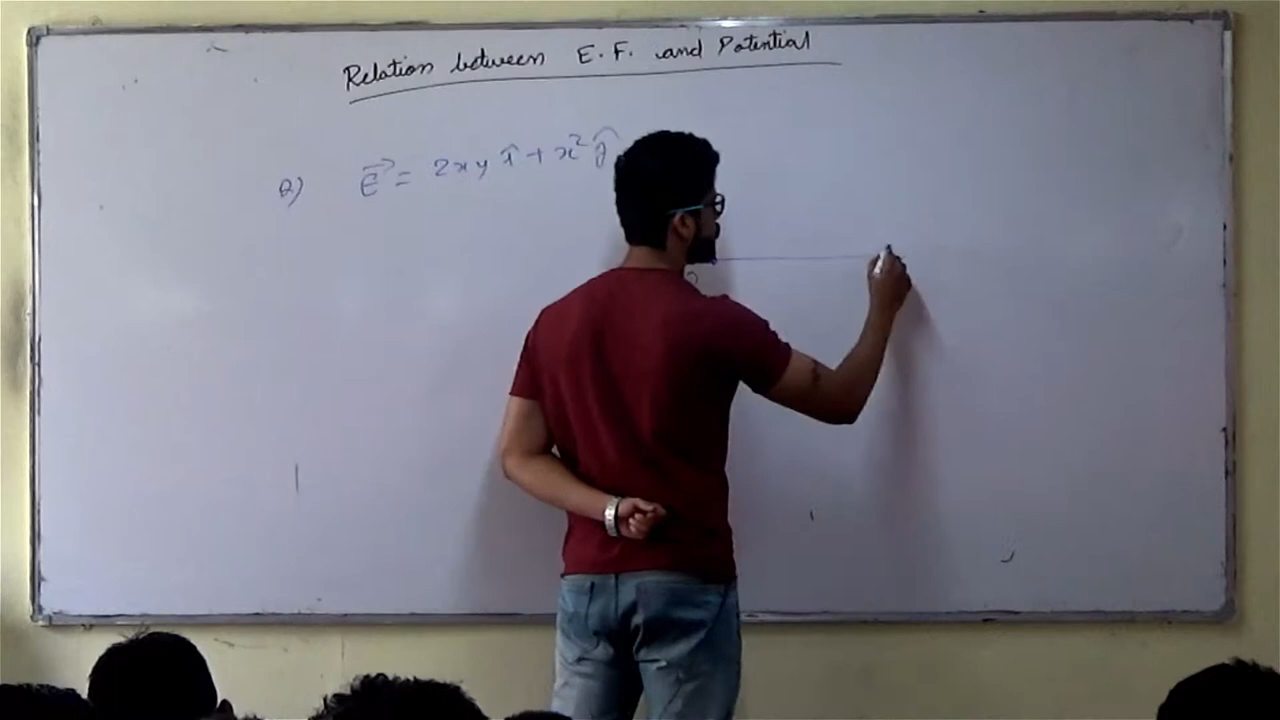 Relation between E.F. and Potential
Q) E⃗ = 2xy î + x² ĵ